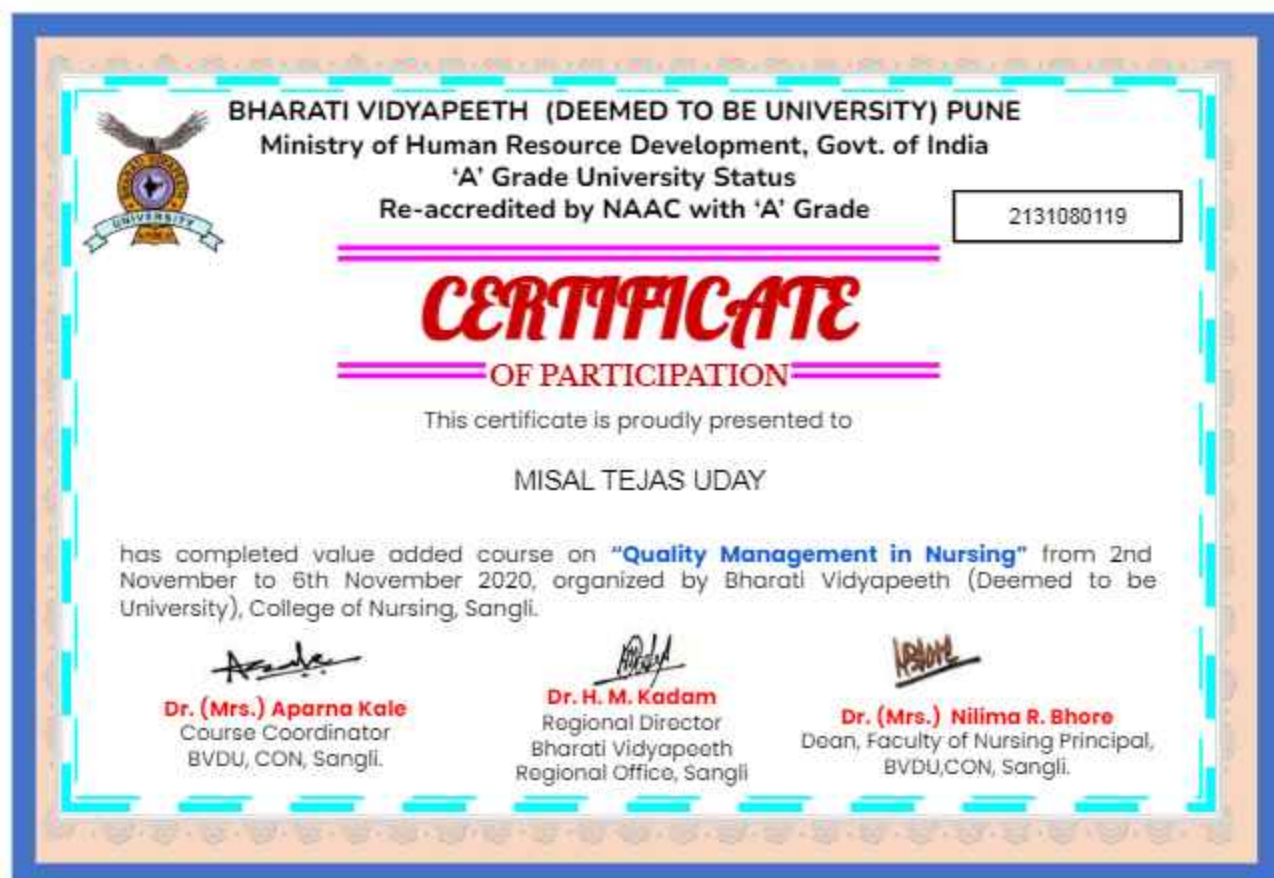 BHARATI VIDYAPEETH (DEEMED TO BE UNIVERSITY) PUNE
Ministry of Human Resource Development, Govt. of India
‘A’ Grade University Status
Re-accredited by NAAC with ‘A’ Grade
2131080119
BHARATI VIDYAPEETH
UNIVERSITY
CERTIFICATE
OF PARTICIPATION
This certificate is proudly presented to
MISAL TEJAS UDAY
has completed value added course on “Quality Management in Nursing” from 2nd
November to 6th November 2020, organized by Bharati Vidyapeeth (Deemed to be
University), College of Nursing, Sangli.
Dr. (Mrs.) Aparna Kale
Course Coordinator
BVDU, CON, Sangli.
Dr. H. M. Kadam
Regional Director
Bharati Vidyapeeth
Regional Office, Sangli
Dr. (Mrs.) Nilima R. Bhore
Dean, Faculty of Nursing Principal,
BVDU,CON, Sangli.